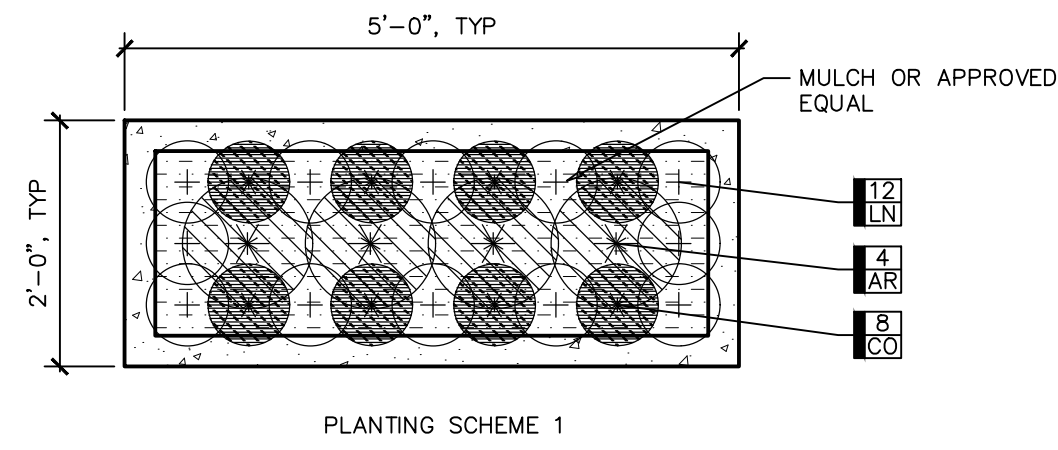 5'-0", TYP
MULCH OR APPROVED
EQUAL
2'-0", TYP
12
LN
4
AR
8
CO
PLANTING SCHEME 1